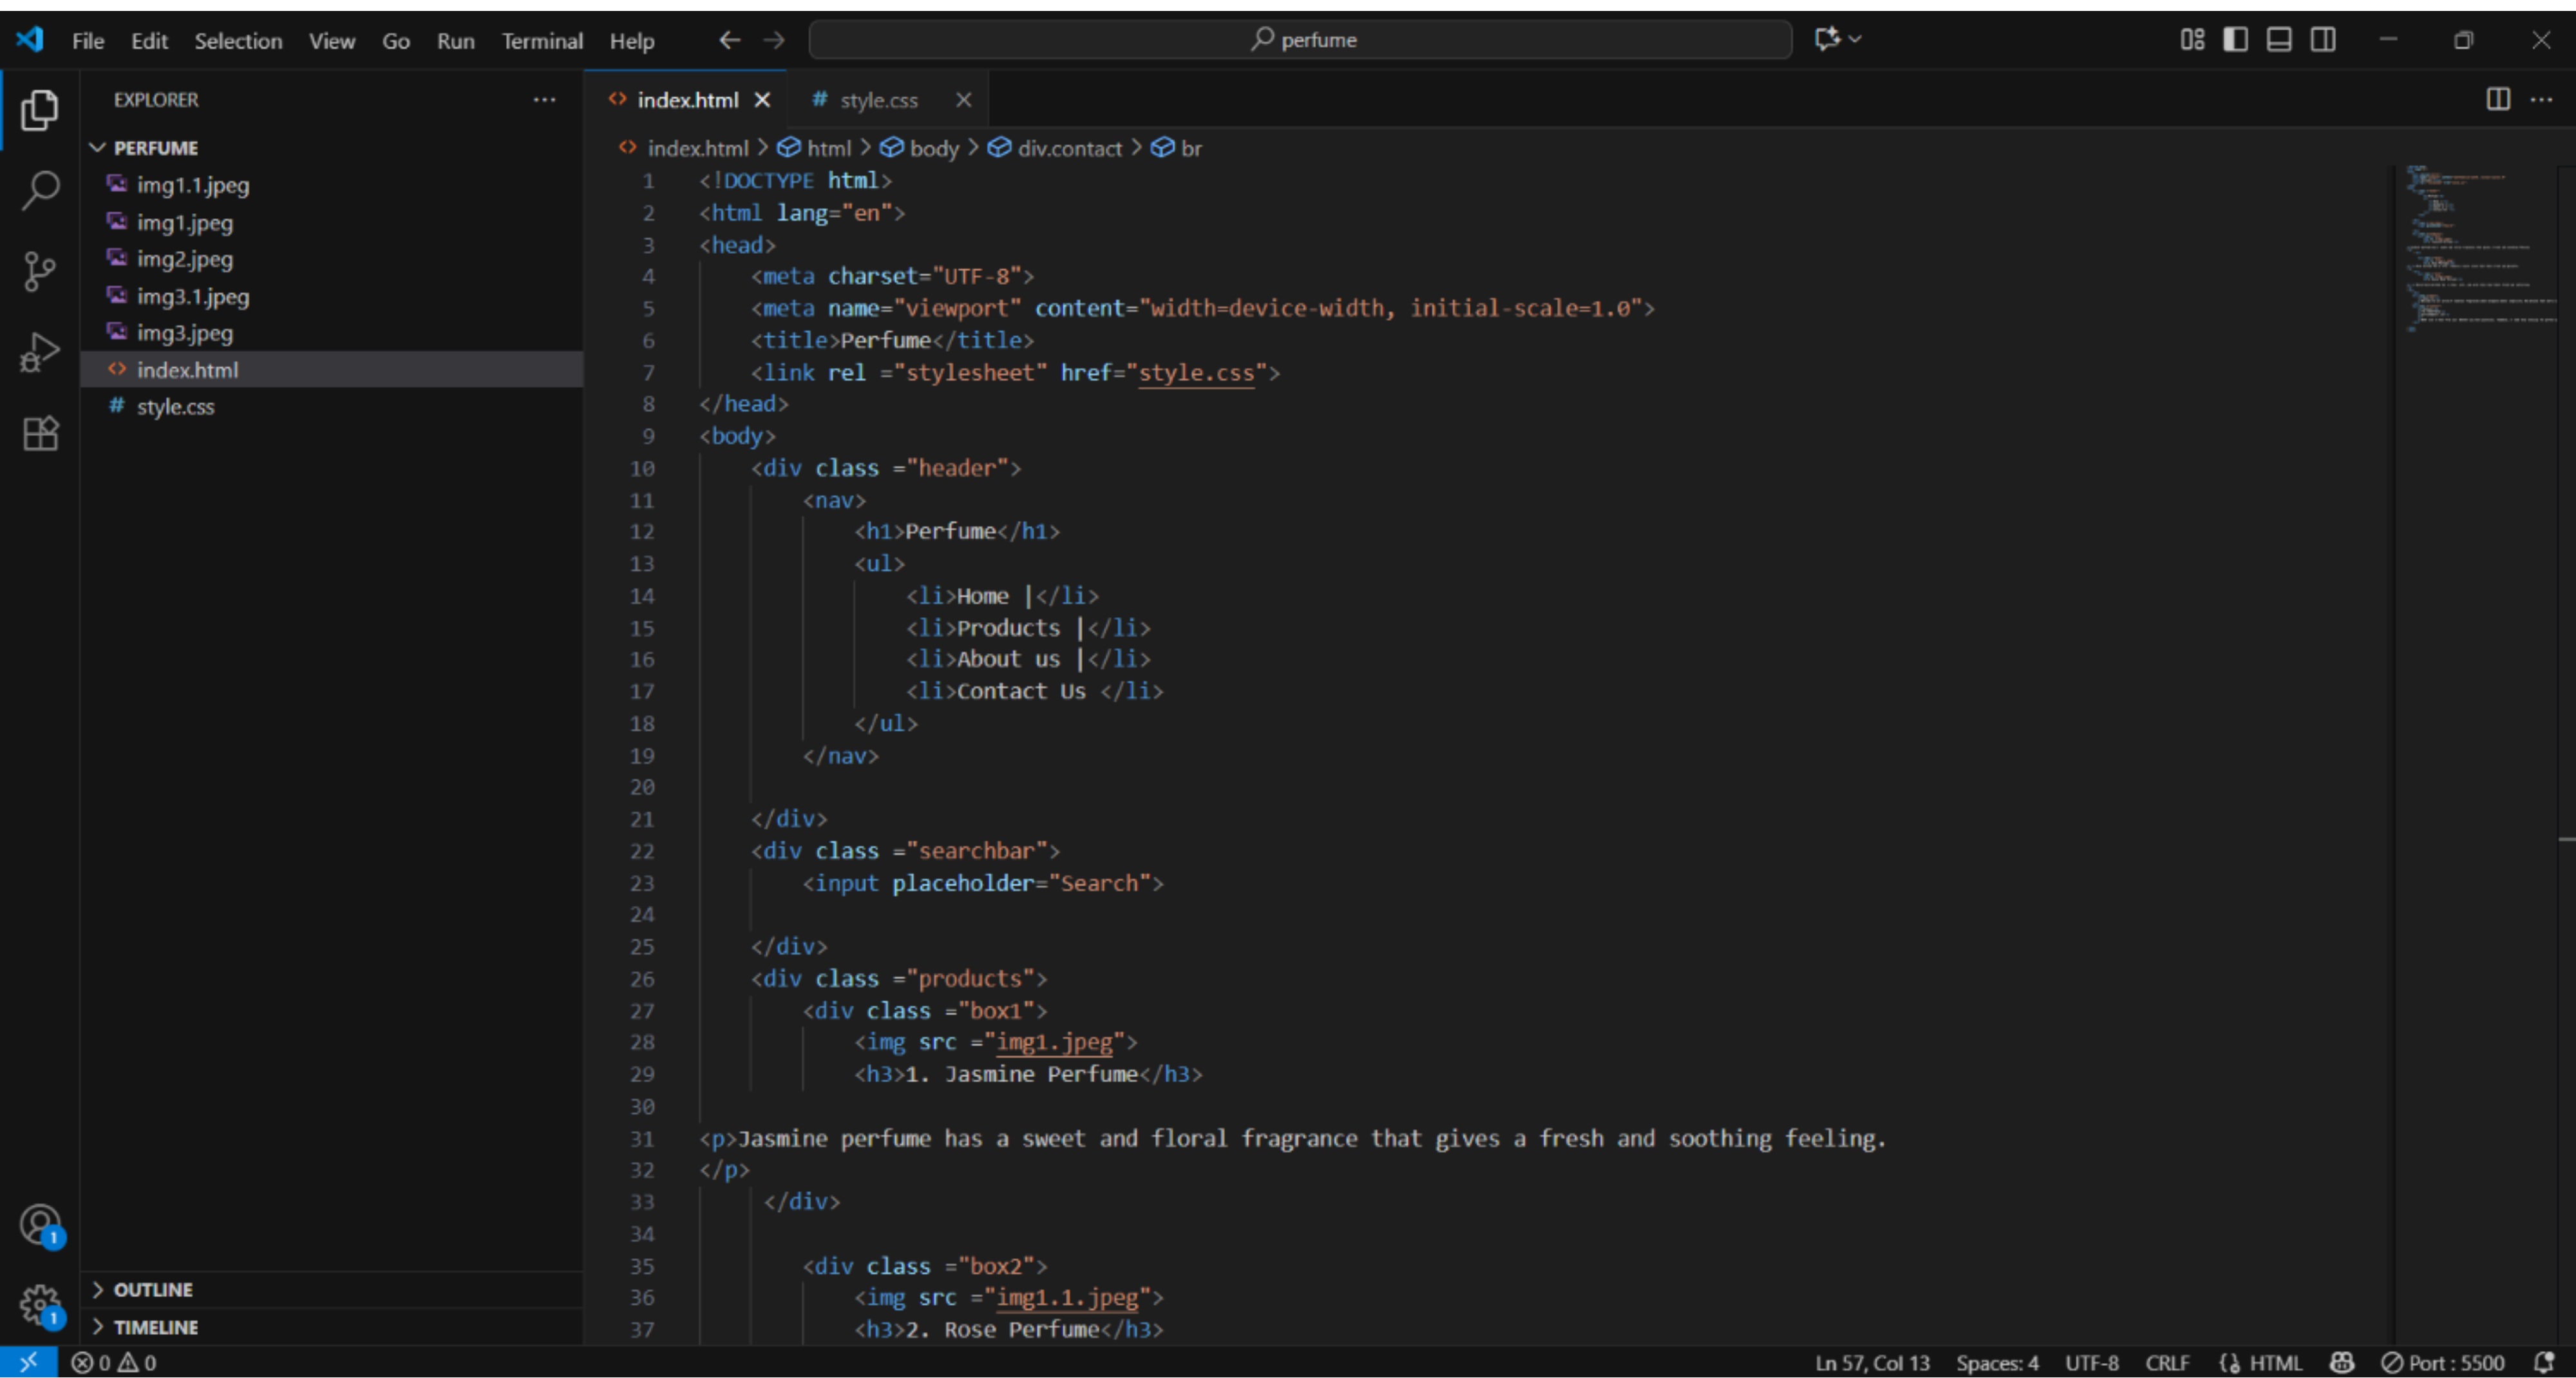 File Edit Selection View Go Run Terminal Help perfume
EXPLORER
PERFUME
img1.1.jpeg
img1.jpeg
img2.jpeg
img3.1.jpeg
img3.jpeg
index.html
style.css
OUTLINE
TIMELINE
index.html style.css
index.html > html > body > div.contact > br
1 <!DOCTYPE html>
2 <html lang="en">
3 <head>
4 <meta charset="UTF-8">
5 <meta name="viewport" content="width=device-width, initial-scale=1.0">
6 <title>Perfume</title>
7 <link rel ="stylesheet" href="style.css">
8 </head>
9 <body>
10 <div class ="header">
11 <nav>
12 <h1>Perfume</h1>
13 <ul>
14 <li>Home |</li>
15 <li>Products |</li>
16 <li>About us |</li>
17 <li>Contact Us </li>
18 </ul>
19 </nav>
20
21 </div>
22 <div class ="searchbar">
23 <input placeholder="Search">
24
25 </div>
26 <div class ="products">
27 <div class ="box1">
28 <img src ="img1.jpeg">
29 <h3>1. Jasmine Perfume</h3>
30
31 <p>Jasmine perfume has a sweet and floral fragrance that gives a fresh and soothing feeling.
32 </p>
33 </div>
34
35 <div class ="box2">
36 <img src ="img1.1.jpeg">
37 <h3>2. Rose Perfume</h3>
1
1
0 0 Ln 57, Col 13 Spaces: 4 UTF-8 CRLF HTML Port : 5500